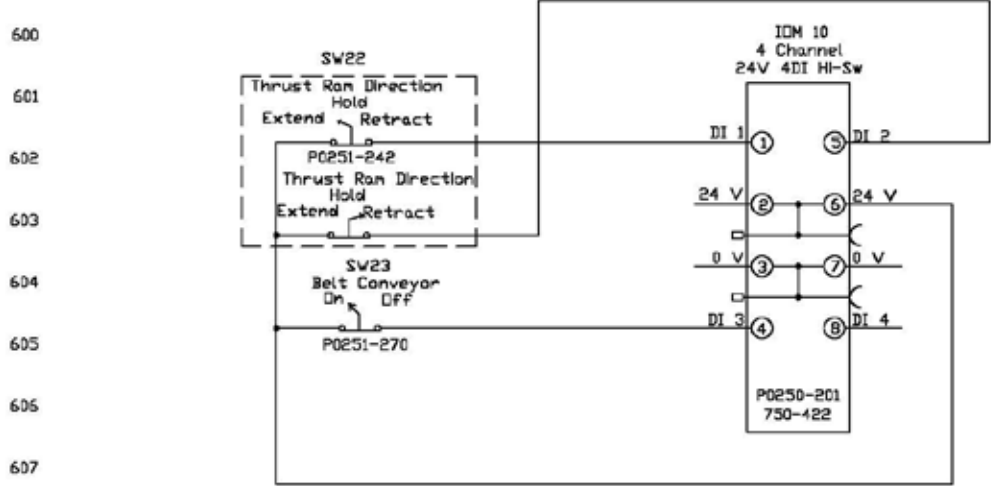 600
601
602
603
604
605
606
607
SW22
Thrust Ram Direction
Hold
Extend Retract
P0251-242
Thrust Ram Direction
Hold
Extend Retract
SW23
Belt Conveyor
On Off
P0251-270
IOM 10
4 Channel
24V 4DI Hi-Sw
DI 1 1 5 DI 2
24 V 2 6 24 V
0 V 3 7 0 V
DI 3 4 8 DI 4
P0250-201
750-422